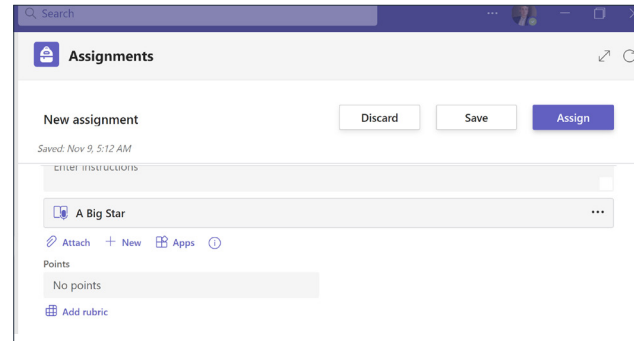 Search
Assignments
New assignment
Discard
Save
Assign
Saved: Nov 9, 5:12 AM
Enter instructions
A Big Star
Attach + New Apps
Points
No points
Add rubric